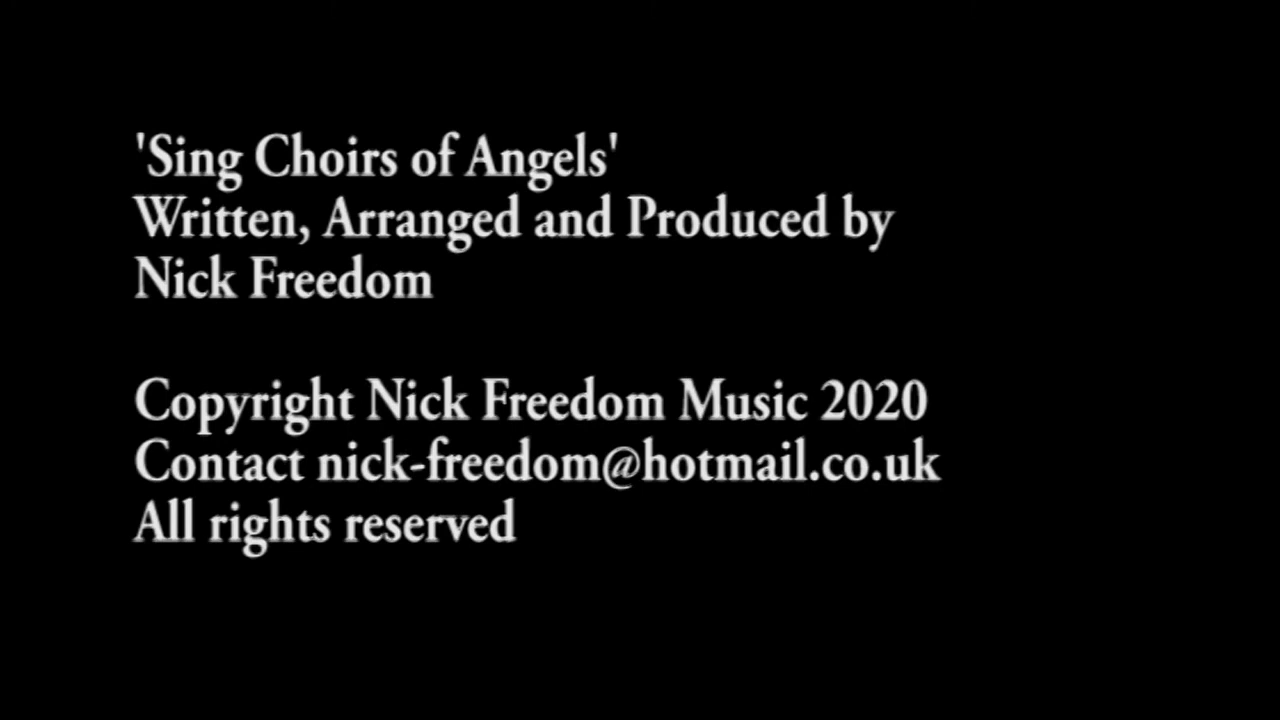 'Sing Choirs of Angels'
Written, Arranged and Produced by
Nick Freedom
Copyright Nick Freedom Music 2020
Contact nick-freedom@hotmail.co.uk
All rights reserved